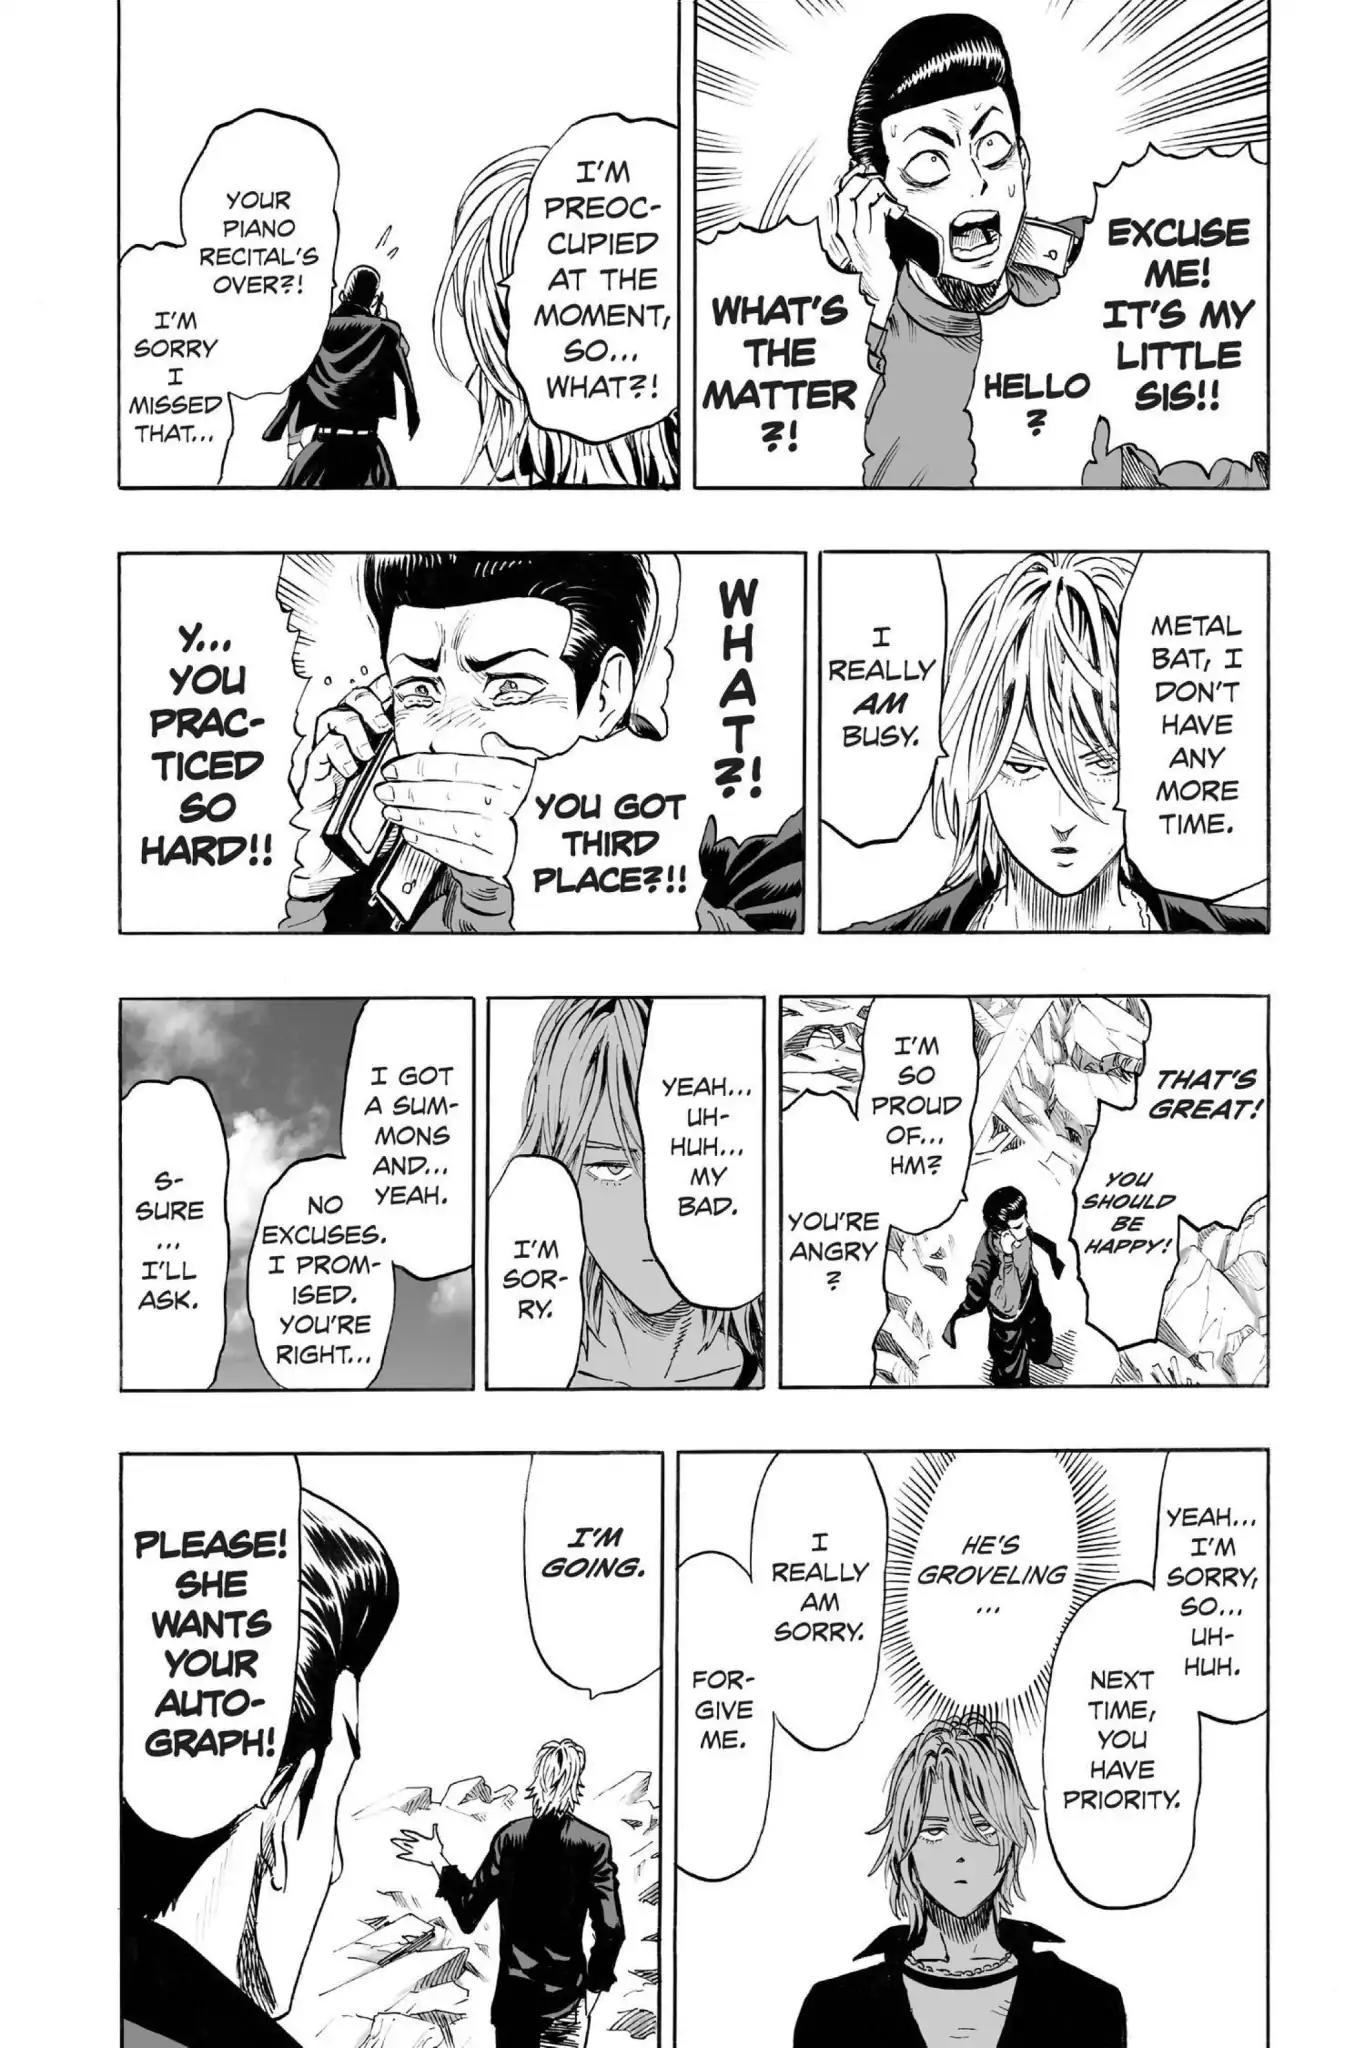 EXCUSE
ME!
IT'S MY
LITTLE
SIS!!
HELLO
?
WHAT'S
THE
MATTER
?!
I'M
PREOC-
CUPIED
AT THE
MOMENT,
SO...
WHAT?!
YOUR
PIANO
RECITAL'S
OVER?!
I'M
SORRY
I
MISSED
THAT...
METAL
BAT, I
DON'T
HAVE
ANY
MORE
TIME.
I
REALLY
AM
BUSY.
WHAT?!
YOU GOT
THIRD
PLACE?!!
Y...
YOU
PRAC-
TICED
SO
HARD!!
THAT'S
GREAT!
YOU
SHOULD
BE
HAPPY!
I'M
SO
PROUD
OF...
HM?
YOU'RE
ANGRY
?
YEAH...
UH-
HUH...
MY
BAD.
I'M
SOR-
RY.
I GOT
A SUM-
MONS
AND...
YEAH.
NO
EXCUSES.
I PROM-
ISED.
YOU'RE
RIGHT...
S-
SURE
...
I'LL
ASK.
YEAH...
I'M
SORRY,
SO...
UH-
HUH.
NEXT
TIME,
YOU
HAVE
PRIORITY.
HE'S
GROVELING
...
I
REALLY
AM
SORRY.
FOR-
GIVE
ME.
I'M
GOING.
PLEASE!
SHE
WANTS
YOUR
AUTO-
GRAPH!